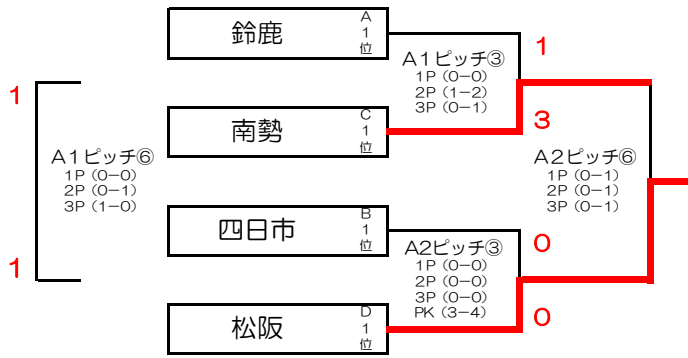 鈴鹿
A
1
位
1
A1ピッチ③
1P (0-0)
2P (1-2)
3P (0-1)
3
南勢
C
1
位
1
A1ピッチ⑥
1P (0-0)
2P (0-1)
3P (1-0)
1
A2ピッチ⑥
1P (0-1)
2P (0-1)
3P (0-1)
四日市
B
1
位
0
A2ピッチ③
1P (0-0)
2P (0-0)
3P (0-0)
PK (3-4)
0
松阪
D
1
位